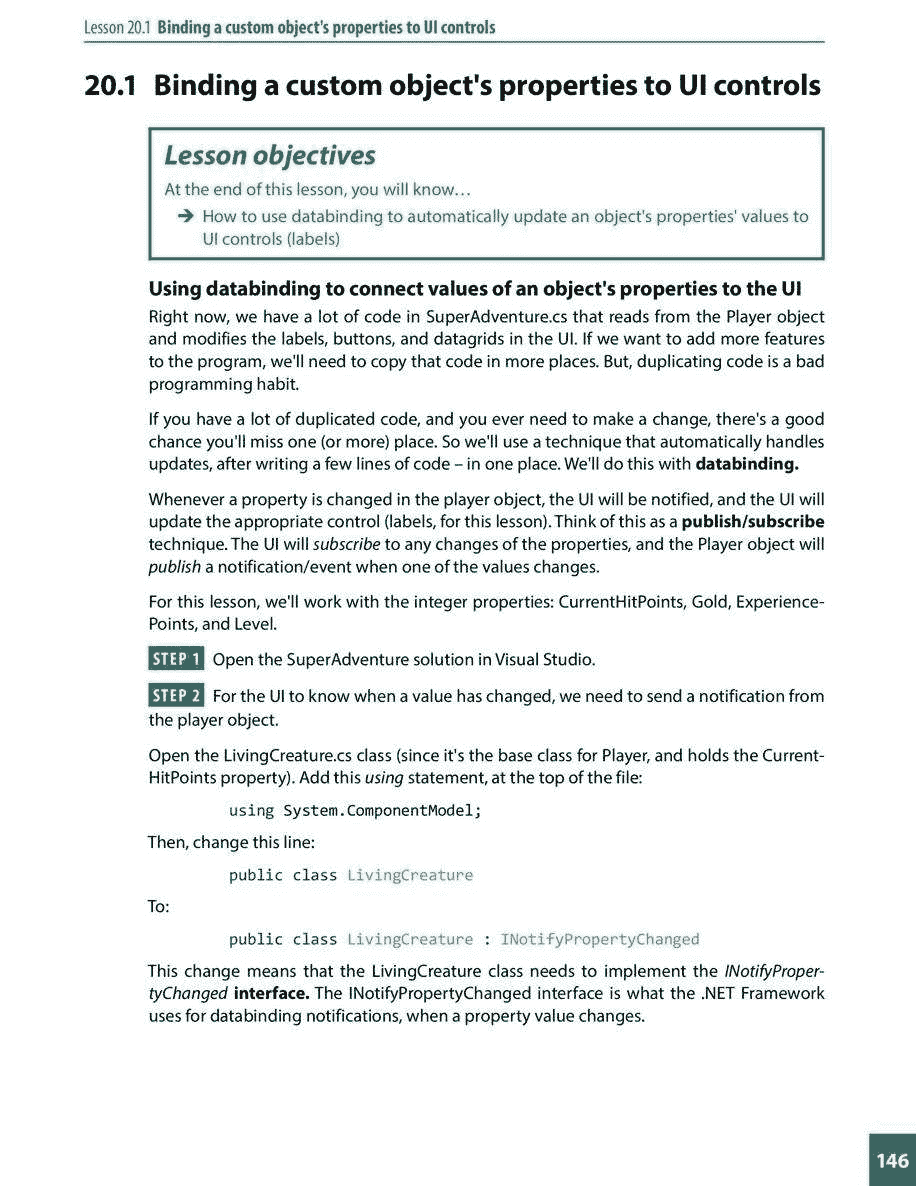 Lesson 20.1 Binding a custom object's properties to UI controls
20.1 Binding a custom object's properties to UI controls
Lesson objectives
At the end of this lesson, you will know…
➔ How to use databinding to automatically update an object's properties' values to
UI controls (labels)
Using databinding to connect values of an object's properties to the UI
Right now, we have a lot of code in SuperAdventure.cs that reads from the Player object
and modifies the labels, buttons, and datagrids in the UI. If we want to add more features
to the program, we'll need to copy that code in more places. But, duplicating code is a bad
programming habit.
If you have a lot of duplicated code, and you ever need to make a change, there's a good
chance you'll miss one (or more) place. So we'll use a technique that automatically handles
updates, after writing a few lines of code – in one place. We'll do this with databinding.
Whenever a property is changed in the player object, the UI will be notified, and the UI will
update the appropriate control (labels, for this lesson). Think of this as a publish/subscribe
technique. The UI will subscribe to any changes of the properties, and the Player object will
publish a notification/event when one of the values changes.
For this lesson, we'll work with the integer properties: CurrentHitPoints, Gold, Experience-
Points, and Level.
STEP 1 Open the SuperAdventure solution in Visual Studio.
STEP 2 For the UI to know when a value has changed, we need to send a notification from
the player object.
Open the LivingCreature.cs class (since it's the base class for Player, and holds the Current-
HitPoints property). Add this using statement, at the top of the file:
using System.ComponentModel;
Then, change this line:
public class LivingCreature
To:
public class LivingCreature : INotifyPropertyChanged
This change means that the LivingCreature class needs to implement the INotifyProper-
tyChanged interface. The INotifyPropertyChanged interface is what the .NET Framework
uses for databinding notifications, when a property value changes.
146